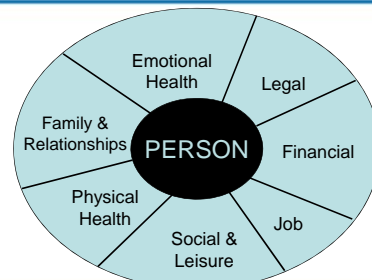 Emotional
Health
Legal
Family &
Relationships
PERSON
Financial
Physical
Health
Job
Social &
Leisure